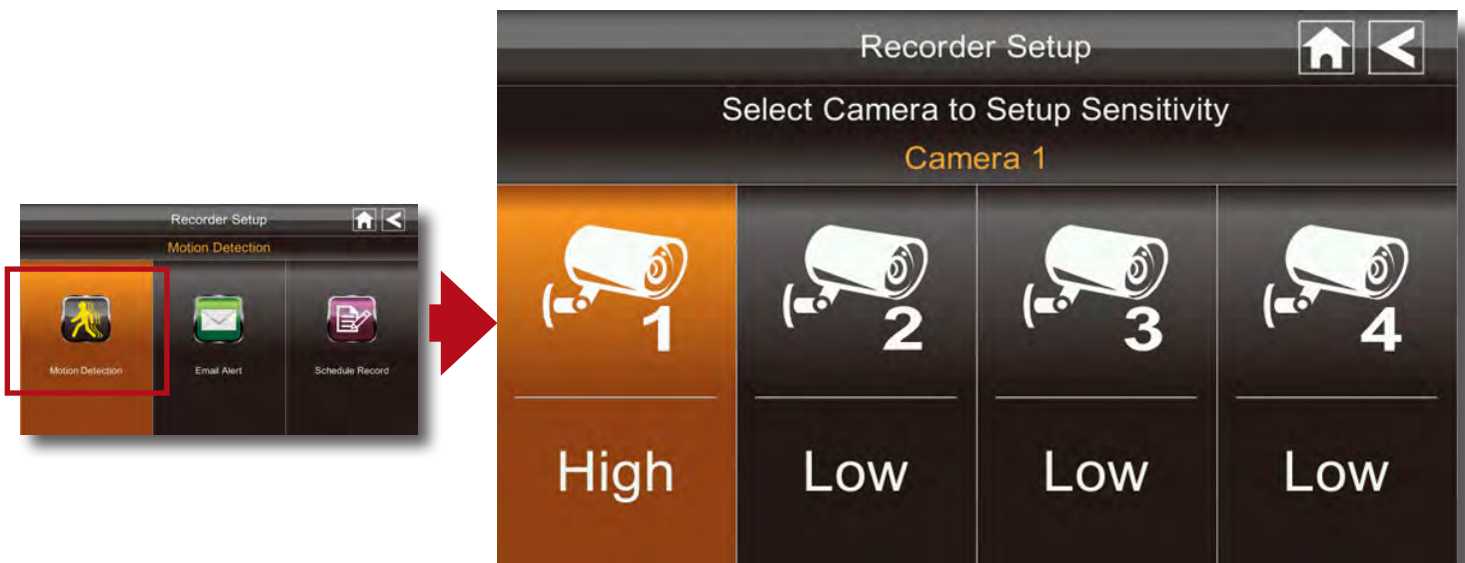 Recorder Setup
Motion Detection
Motion Detection
Email Alert
Schedule Record
Recorder Setup
Select Camera to Setup Sensitivity
Camera 1
1
2
3
4
High
Low
Low
Low